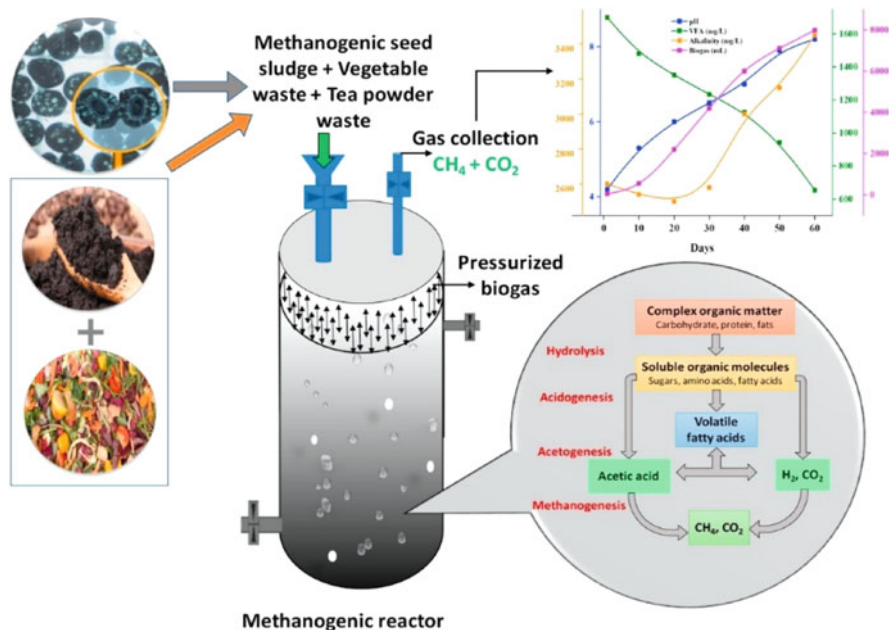 Methanogenic seed
sludge + Vegetable
waste + Tea powder
waste
Gas collection
CH₄ + CO₂
Pressurized
biogas
Methanogenic reactor
pH
VFA (mg/L)
Alkalinity (mg/L)
Biogas (mL)
3400
3200
3000
2800
2600
8
6
4
8000
6000
4000
2000
0
1600
1400
1200
1000
800
600
0 10 20 30 40 50 60
Days
Complex organic matter
Carbohydrate, protein, fats
Hydrolysis
Soluble organic molecules
Sugars, amino acids, fatty acids
Acidogenesis
Volatile
fatty acids
Acetogenesis
Acetic acid
H₂, CO₂
Methanogenesis
CH₄, CO₂